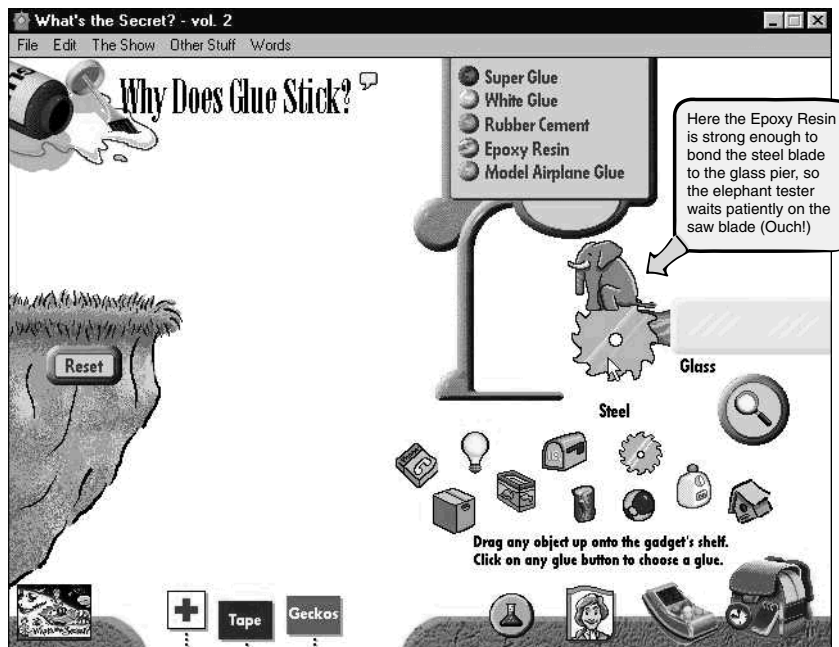 What's the Secret? - vol. 2
File Edit The Show Other Stuff Words
Why Does Glue Stick?
Super Glue
White Glue
Rubber Cement
Epoxy Resin
Model Airplane Glue
Here the Epoxy Resin
is strong enough to
bond the steel blade
to the glass pier, so
the elephant tester
waits patiently on the
saw blade (Ouch!)
Reset
Glass
Steel
Drag any object up onto the gadget's shelf.
Click on any glue button to choose a glue.
Tape
Geckos